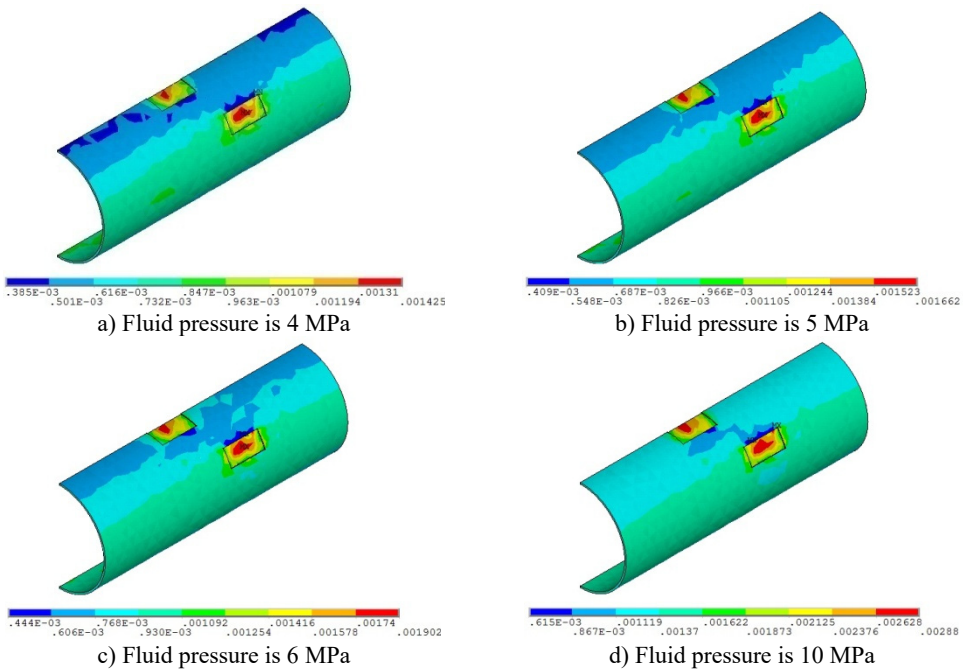 .385E-03 .616E-03 .847E-03 .001079 .00131
.501E-03 .732E-03 .963E-03 .001194 .001425
a) Fluid pressure is 4 MPa
.409E-03 .687E-03 .966E-03 .001244 .001523
.548E-03 .826E-03 .001105 .001384 .001662
b) Fluid pressure is 5 MPa
.444E-03 .768E-03 .001092 .001416 .00174
.606E-03 .930E-03 .001254 .001578 .001902
c) Fluid pressure is 6 MPa
.615E-03 .001119 .001622 .002125 .002628
.867E-03 .00137 .001873 .002376 .00288
d) Fluid pressure is 10 MPa